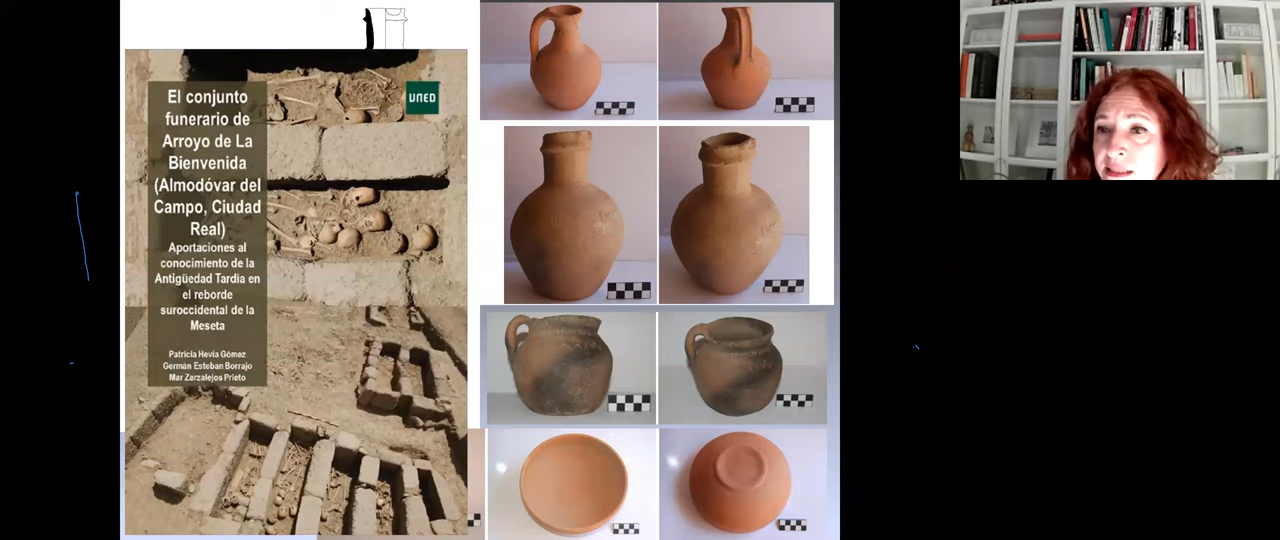 El conjunto
funerario de
Arroyo de La
Bienvenida
(Almodóvar del
Campo, Ciudad
Real)
Aportaciones al
conocimiento de la
Antigüedad Tardía en
el reborde
suroccidental de la
Meseta
Patricia Hevia Gómez
Germán Esteban Borrajo
Mar Zarzalejos Prieto
UNED